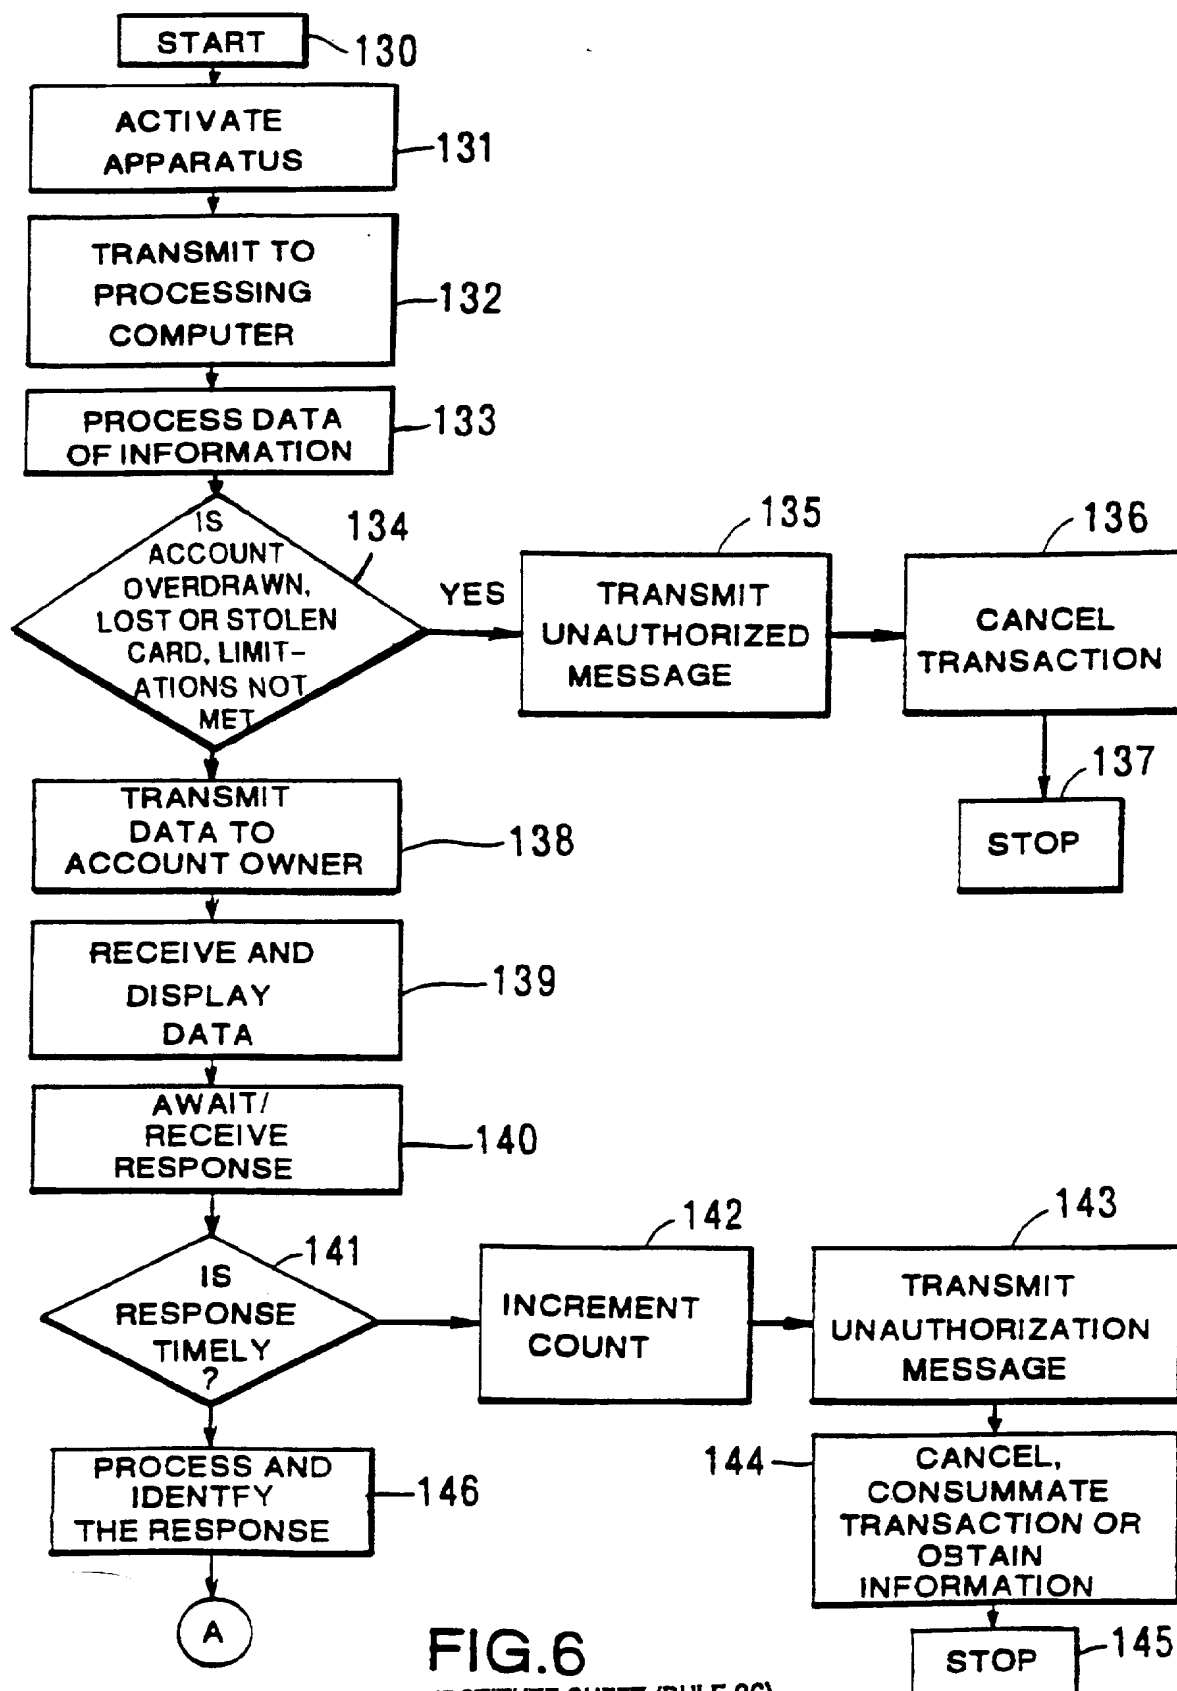 START
130
ACTIVATE
APPARATUS
131
TRANSMIT TO
PROCESSING
COMPUTER
132
PROCESS DATA
OF INFORMATION
133
IS
ACCOUNT
OVERDRAWN,
LOST OR STOLEN
CARD, LIMIT-
ATIONS NOT
MET
134
YES
TRANSMIT
UNAUTHORIZED
MESSAGE
135
CANCEL
TRANSACTION
136
STOP
137
TRANSMIT
DATA TO
ACCOUNT OWNER
138
RECEIVE AND
DISPLAY
DATA
139
AWAIT/
RECEIVE
RESPONSE
140
IS
RESPONSE
TIMELY
?
141
INCREMENT
COUNT
142
TRANSMIT
UNAUTHORIZATION
MESSAGE
143
CANCEL,
CONSUMMATE
TRANSACTION OR
OBTAIN
INFORMATION
144
STOP
145
PROCESS AND
IDENTFY
THE RESPONSE
146
A
FIG.6